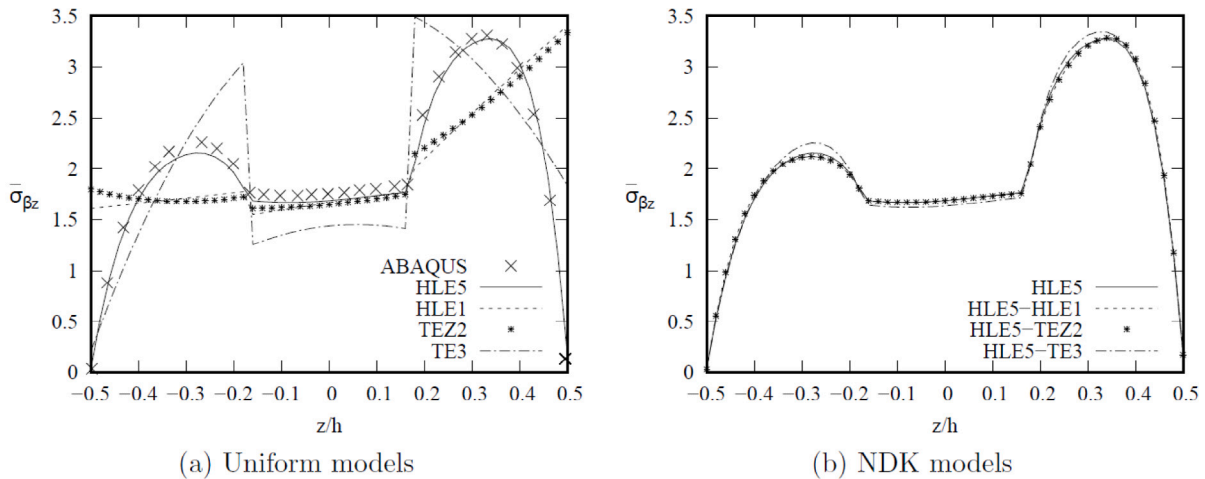 3.5
3
2.5
2
1.5
1
0.5
0
σ̄βz
ABAQUS
HLE5
HLE1
TEZ2
TE3
−0.5 −0.4 −0.3 −0.2 −0.1 0 0.1 0.2 0.3 0.4 0.5
z/h
(a) Uniform models
3.5
3
2.5
2
1.5
1
0.5
0
σ̄βz
HLE5
HLE5−HLE1
HLE5−TEZ2
HLE5−TE3
−0.5 −0.4 −0.3 −0.2 −0.1 0 0.1 0.2 0.3 0.4 0.5
z/h
(b) NDK models